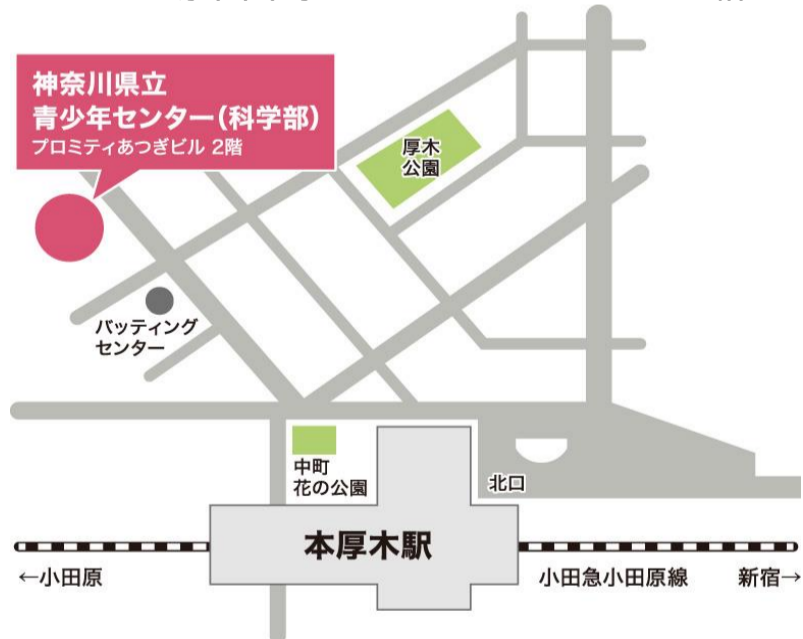 神奈川県立
青少年センター(科学部)
プロミティあつぎビル 2階
厚木
公園
バッティング
センター
中町
花の公園
北口
本厚木駅
←小田原
小田急小田原線
新宿→